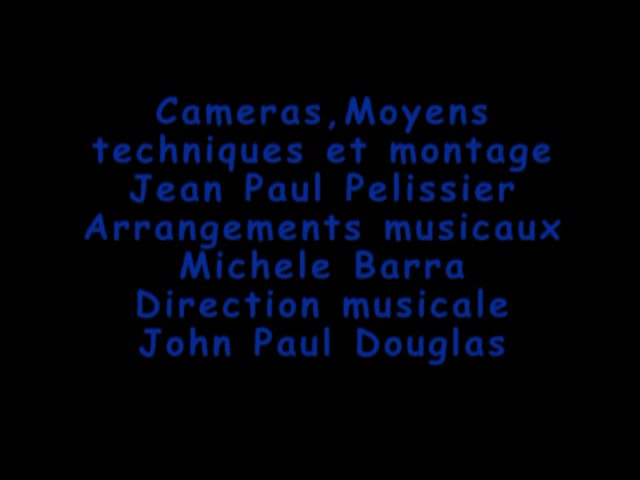 Cameras,Moyens
techniques et montage
Jean Paul Pelissier
Arrangements musicaux
Michele Barra
Direction musicale
John Paul Douglas